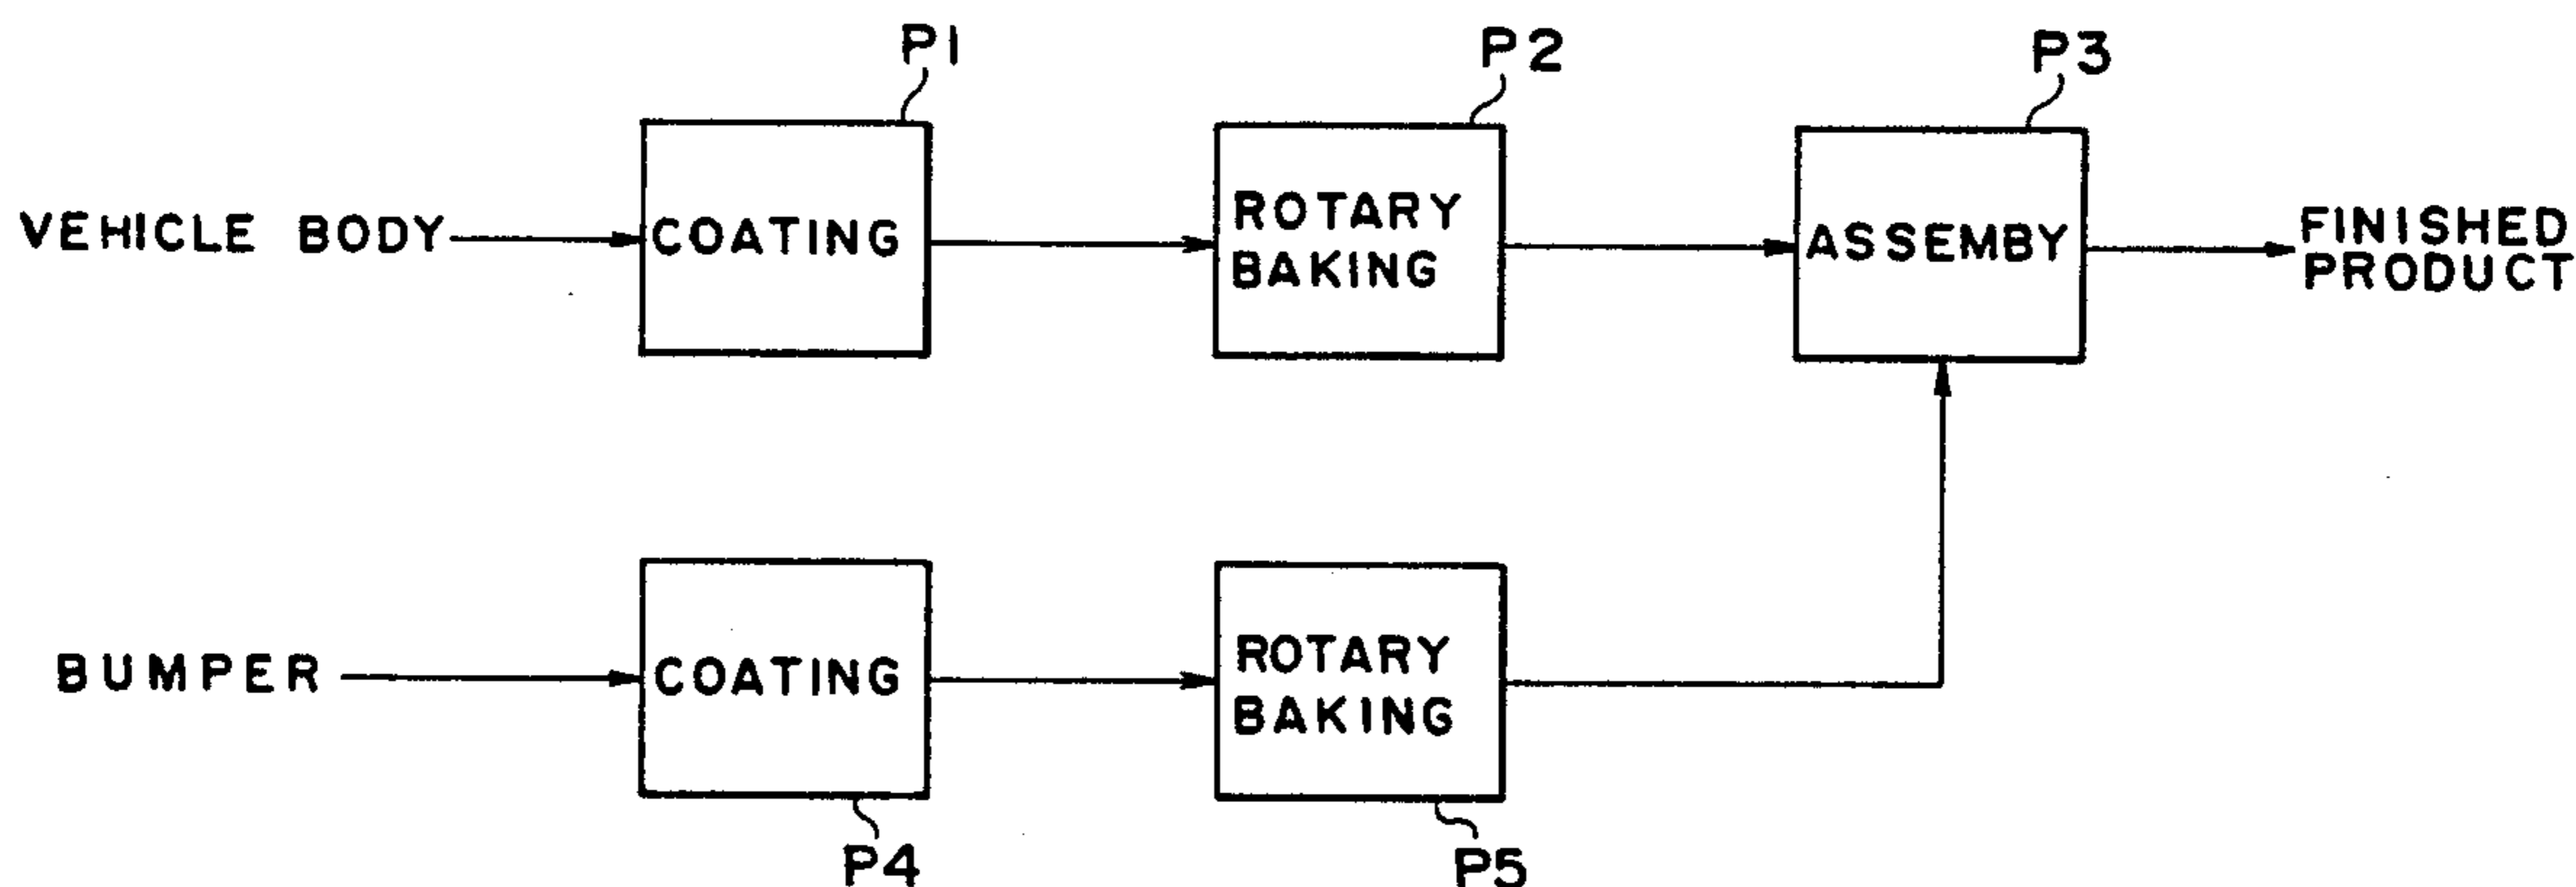 P1
P2
P3
VEHICLE BODY
COATING
ROTARY
BAKING
ASSEMBY
FINISHED
PRODUCT
BUMPER
COATING
ROTARY
BAKING
P4
P5